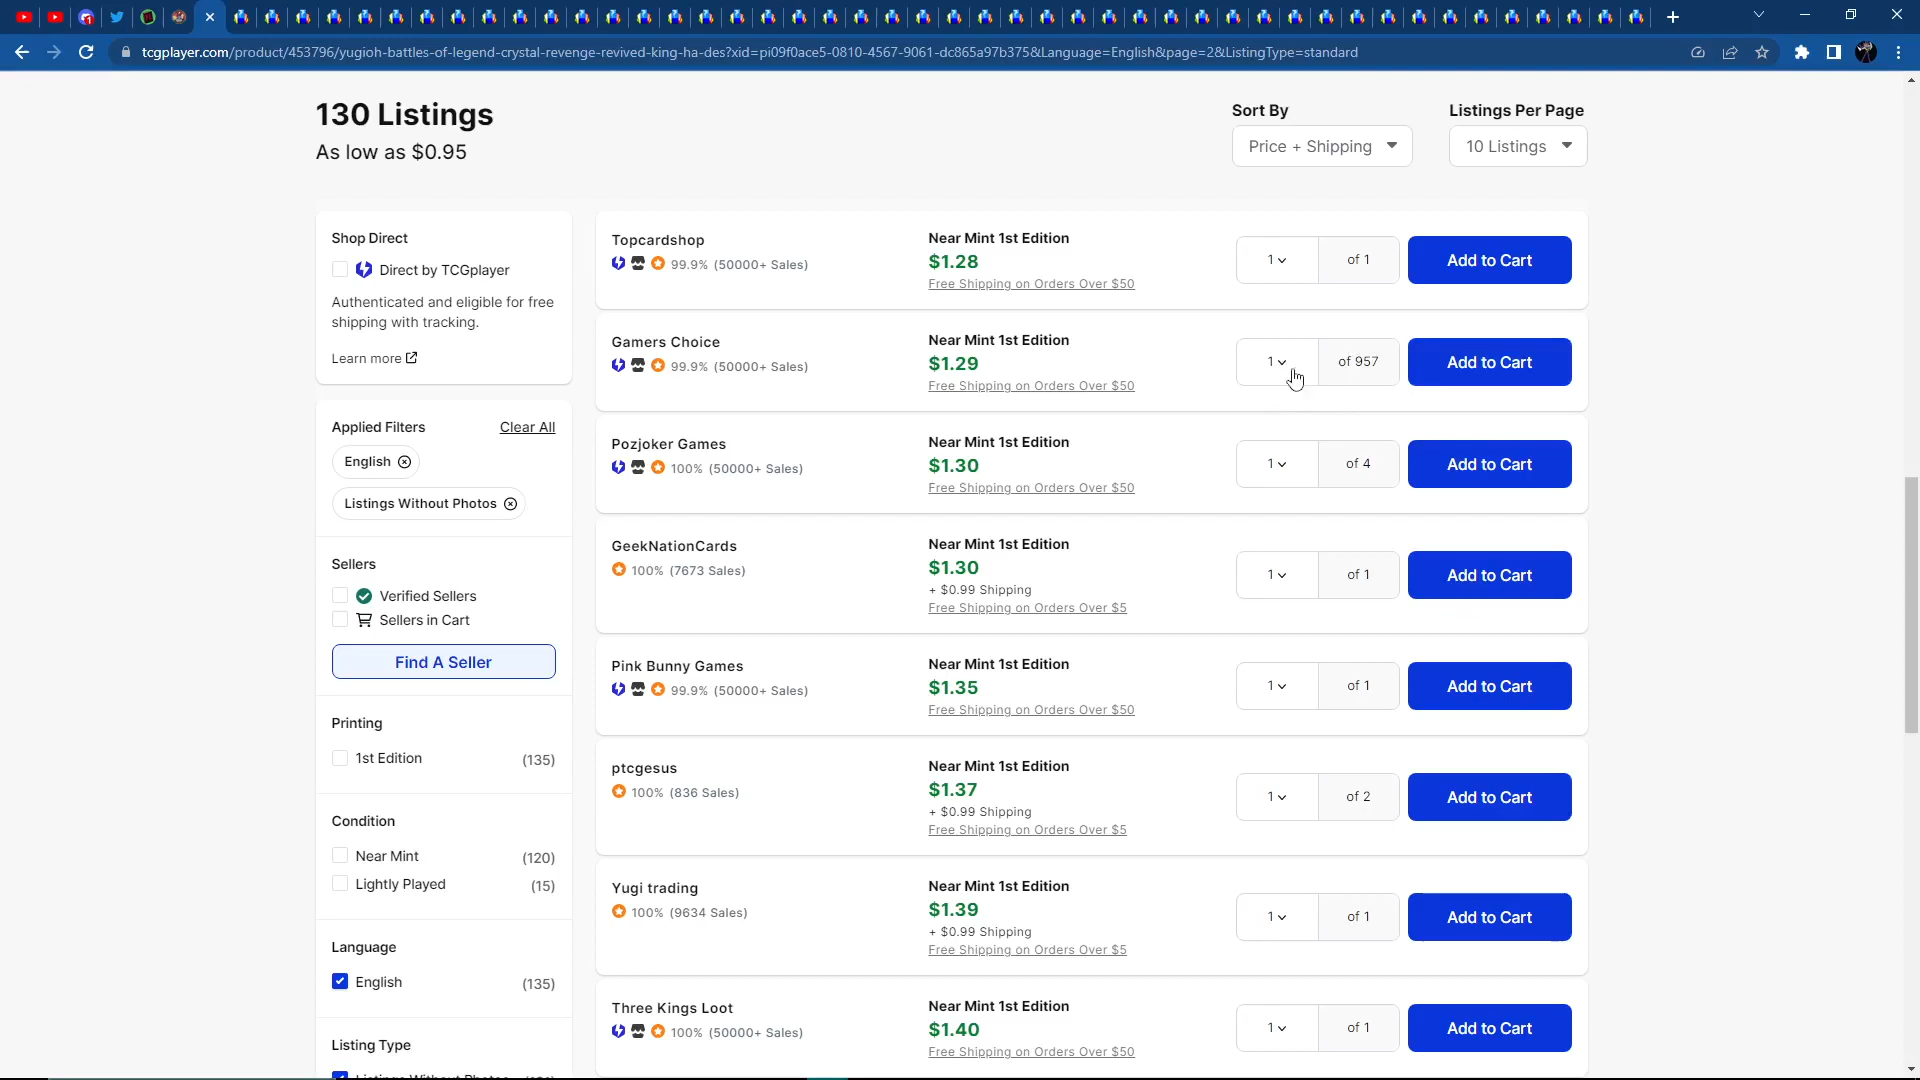 tcgplayer.com/product/453796/yugioh-battles-of-legend-crystal-revenge-revived-king-ha-des?xid=pi09f0ace5-0810-4567-9061-dc865a97b375&Language=English&page=2&ListingType=standard
130 Listings
As low as $0.95
Sort By
Price + Shipping
Listings Per Page
10 Listings
Shop Direct
Direct by TCGplayer
Authenticated and eligible for free
shipping with tracking.
Learn more
Applied Filters
Clear All
English
Listings Without Photos
Sellers
Verified Sellers
Sellers in Cart
Find A Seller
Printing
1st Edition (135)
Condition
Near Mint (120)
Lightly Played (15)
Language
English (135)
Listing Type
Topcardshop
99.9% (50000+ Sales)
Near Mint 1st Edition
$1.28
Free Shipping on Orders Over $50
1 of 1
Add to Cart
Gamers Choice
99.9% (50000+ Sales)
Near Mint 1st Edition
$1.29
Free Shipping on Orders Over $50
1 of 957
Add to Cart
Pozjoker Games
100% (50000+ Sales)
Near Mint 1st Edition
$1.30
Free Shipping on Orders Over $50
1 of 4
Add to Cart
GeekNationCards
100% (7673 Sales)
Near Mint 1st Edition
$1.30
+ $0.99 Shipping
Free Shipping on Orders Over $5
1 of 1
Add to Cart
Pink Bunny Games
99.9% (50000+ Sales)
Near Mint 1st Edition
$1.35
Free Shipping on Orders Over $50
1 of 1
Add to Cart
ptcgesus
100% (836 Sales)
Near Mint 1st Edition
$1.37
+ $0.99 Shipping
Free Shipping on Orders Over $5
1 of 2
Add to Cart
Yugi trading
100% (9634 Sales)
Near Mint 1st Edition
$1.39
+ $0.99 Shipping
Free Shipping on Orders Over $5
1 of 1
Add to Cart
Three Kings Loot
100% (50000+ Sales)
Near Mint 1st Edition
$1.40
Free Shipping on Orders Over $50
1 of 1
Add to Cart